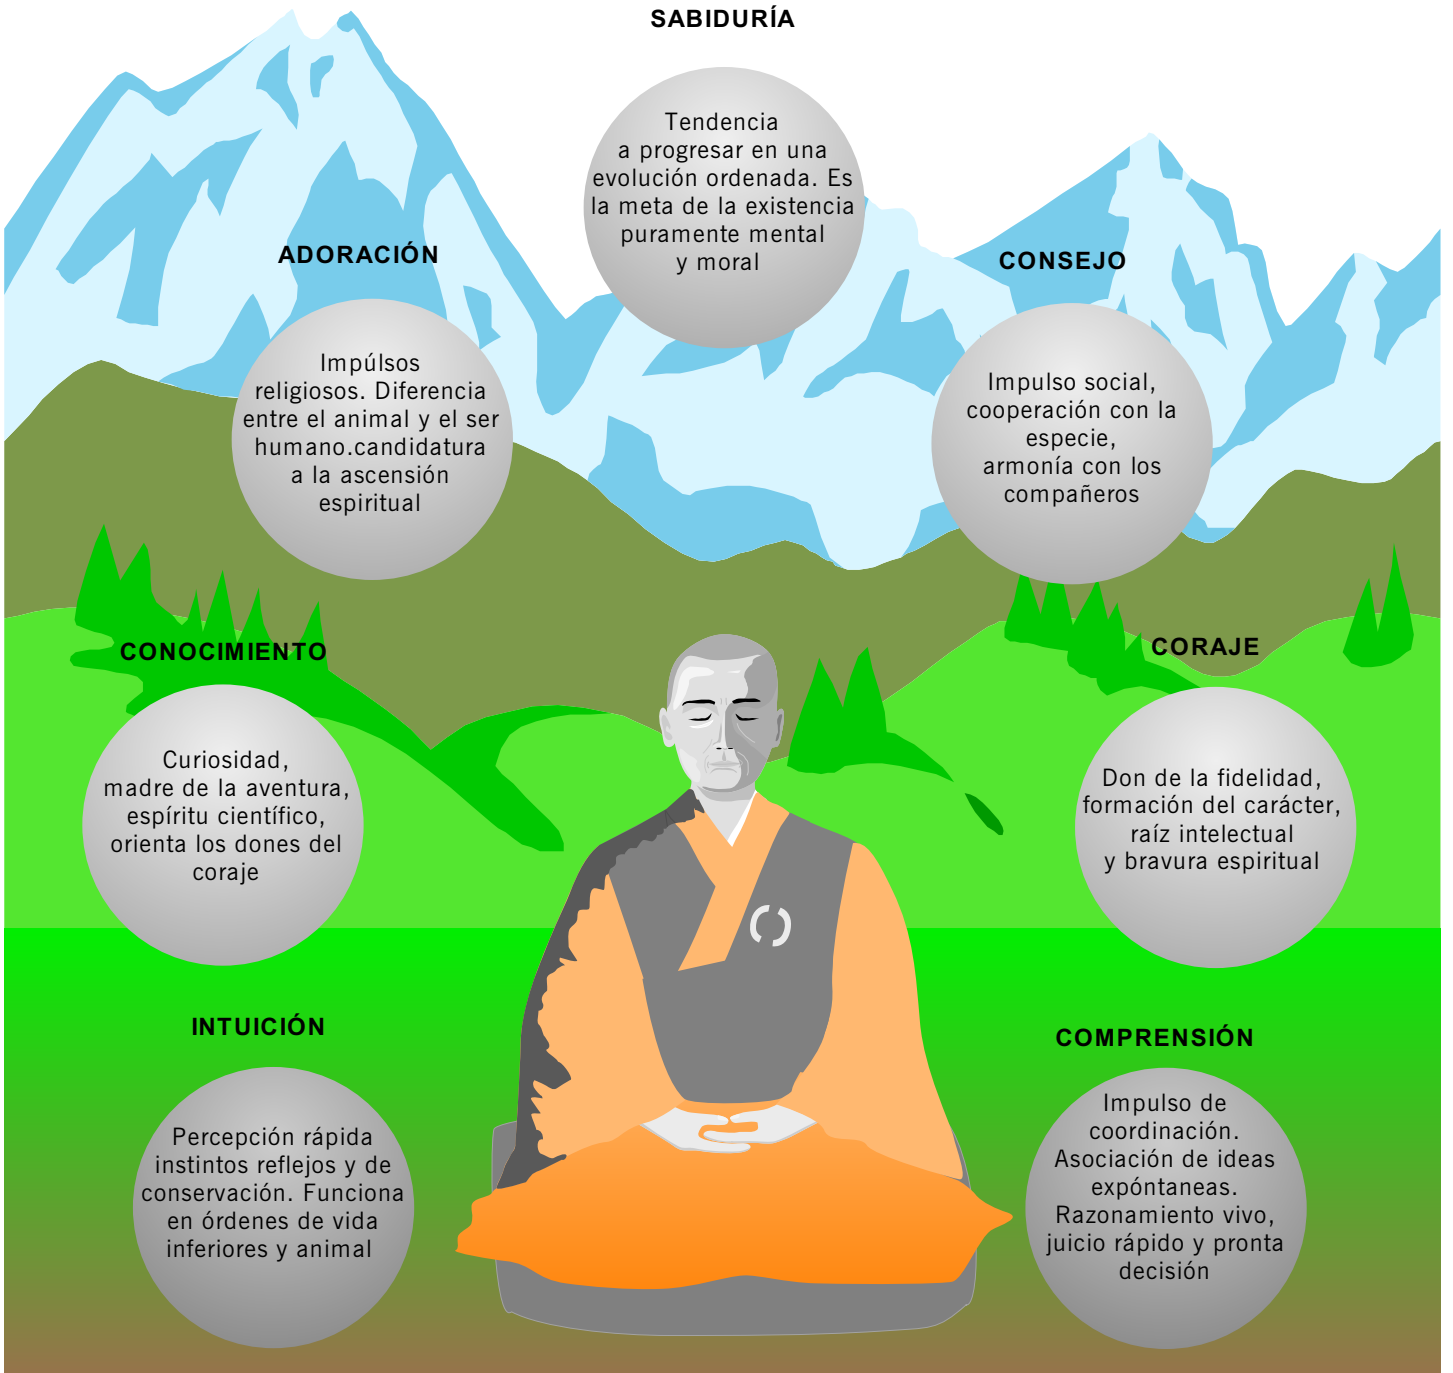 SABIDURÍA
Tendencia
a progresar en una
evolución ordenada. Es
la meta de la existencia
puramente mental
y moral
ADORACIÓN
Impúlsos
religiosos. Diferencia
entre el animal y el ser
humano.candidatura
a la ascensión
espiritual
CONSEJO
Impulso social,
cooperación con la
especie,
armonía con los
compañeros
CONOCIMIENTO
Curiosidad,
madre de la aventura,
espíritu científico,
orienta los dones del
coraje
CORAJE
Don de la fidelidad,
formación del carácter,
raíz intelectual
y bravura espiritual
INTUICIÓN
Percepción rápida
instintos reflejos y de
conservación. Funciona
en órdenes de vida
inferiores y animal
COMPRENSIÓN
Impulso de
coordinación.
Asociación de ideas
expóntaneas.
Razonamiento vivo,
juicio rápido y pronta
decisión